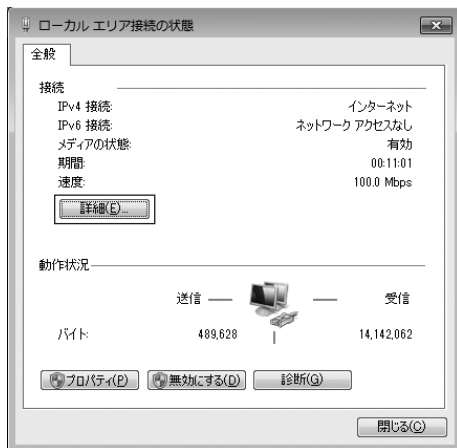 ローカル エリア接続の状態
全般
接続
IPv4 接続: インターネット
IPv6 接続: ネットワーク アクセスなし
メディアの状態: 有効
期間: 00:11:01
速度: 100.0 Mbps
詳細(E)...
動作状況
送信 受信
バイト: 489,628 14,142,062
プロパティ(P) 無効にする(D) 診断(G)
閉じる(C)